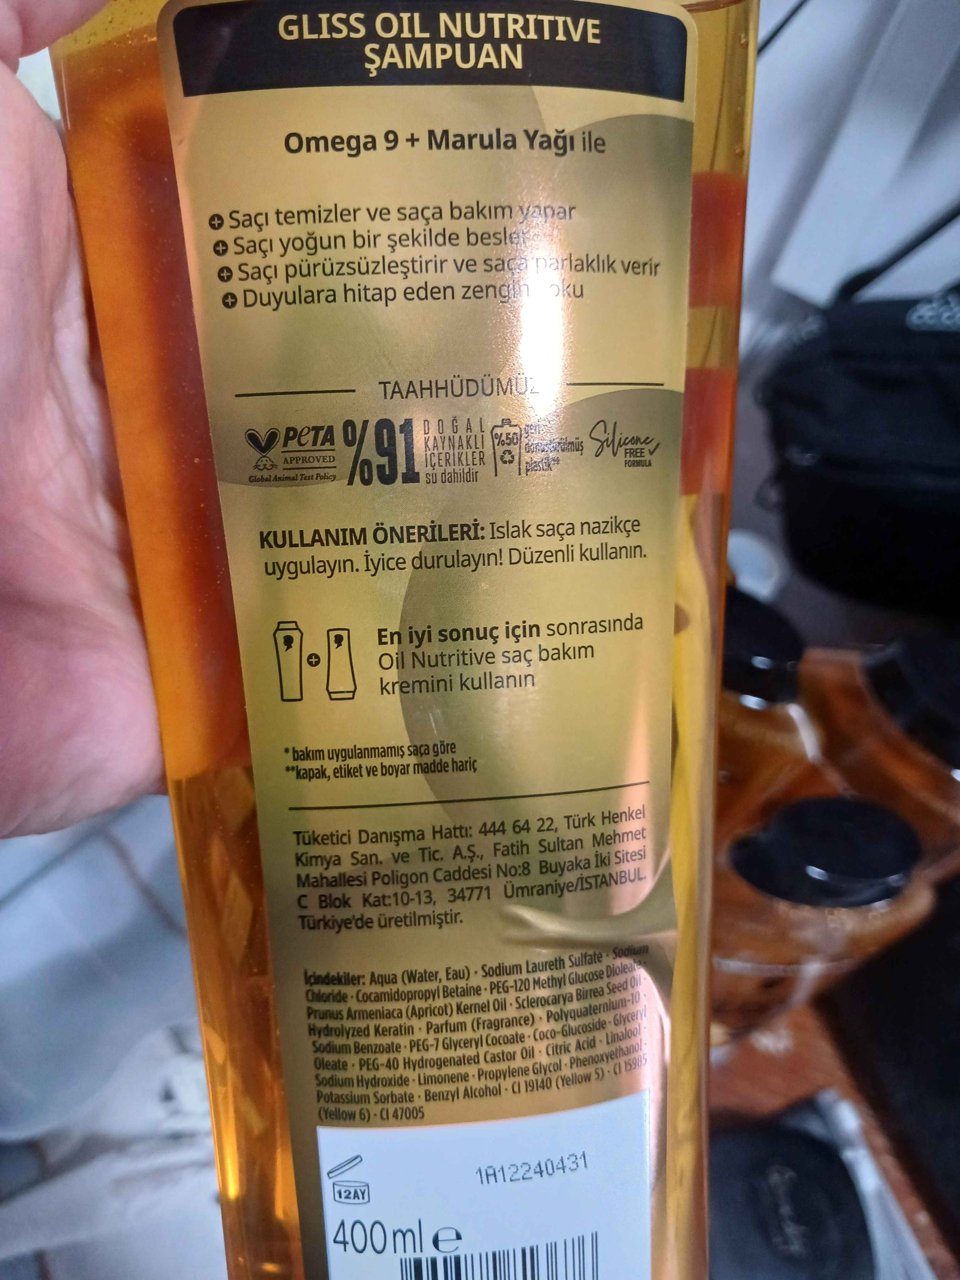 GLISS OIL NUTRITIVE
ŞAMPUAN
Omega 9 + Marula Yağı ile
Saçı temizler ve saça bakım yapar
Saçı yoğun bir şekilde besler
Saçı pürüzsüzleştirir ve saça parlaklık verir
Duyulara hitap eden zengin koku
TAAHHÜDÜMÜZ
PETA
APPROVED
Global Animal Test Policy
%91
DOĞAL
KAYNAKLI
İÇERİKLER
su dahildir
%50
geri
dönüştürülmüş
plastik**
Silicone
FREE
FORMULA
KULLANIM ÖNERİLERİ: Islak saça nazikçe
uygulayın. İyice durulayın! Düzenli kullanın.
En iyi sonuç için sonrasında
Oil Nutritive saç bakım
kremini kullanın
* bakım uygulanmamış saça göre
**kapak, etiket ve boyar madde hariç
Tüketici Danışma Hattı: 444 64 22, Türk Henkel
Kimya San. ve Tic. A.Ş., Fatih Sultan Mehmet
Mahallesi Poligon Caddesi No:8 Buyaka İki Sitesi
C Blok Kat:10-13, 34771 Ümraniye/İSTANBUL.
Türkiye'de üretilmiştir.
İçindekiler: Aqua (Water, Eau) · Sodium Laureth Sulfate · Sodium
Chloride · Cocamidopropyl Betaine · PEG-120 Methyl Glucose Dioleate ·
Prunus Armeniaca (Apricot) Kernel Oil · Sclerocarya Birrea Seed Oil ·
Hydrolyzed Keratin · Parfum (Fragrance) · Polyquaternium-10 ·
Sodium Benzoate · PEG-7 Glyceryl Cocoate · Coco-Glucoside · Glyceryl
Oleate · PEG-40 Hydrogenated Castor Oil · Citric Acid · Linalool ·
Sodium Hydroxide · Limonene · Propylene Glycol · Phenoxyethanol ·
Potassium Sorbate · Benzyl Alcohol · CI 19140 (Yellow 5) · CI 15985
(Yellow 6) · CI 47005
12AY
1A12240431
400 ml e